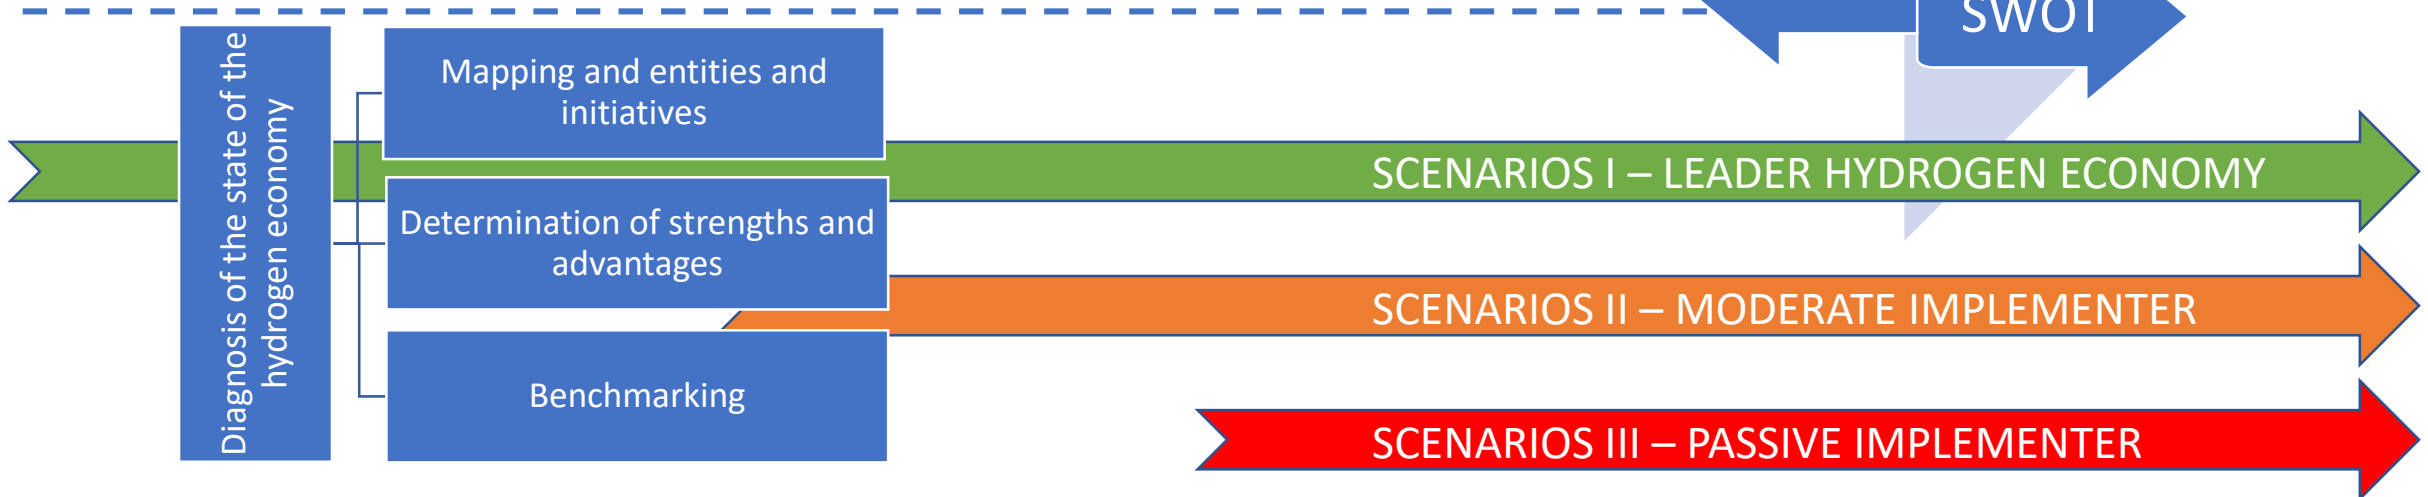 SWOT
Diagnosis of the state of the
hydrogen economy
Mapping and entities and
initiatives
Determination of strengths and
advantages
Benchmarking
SCENARIOS I – LEADER HYDROGEN ECONOMY
SCENARIOS II – MODERATE IMPLEMENTER
SCENARIOS III – PASSIVE IMPLEMENTER